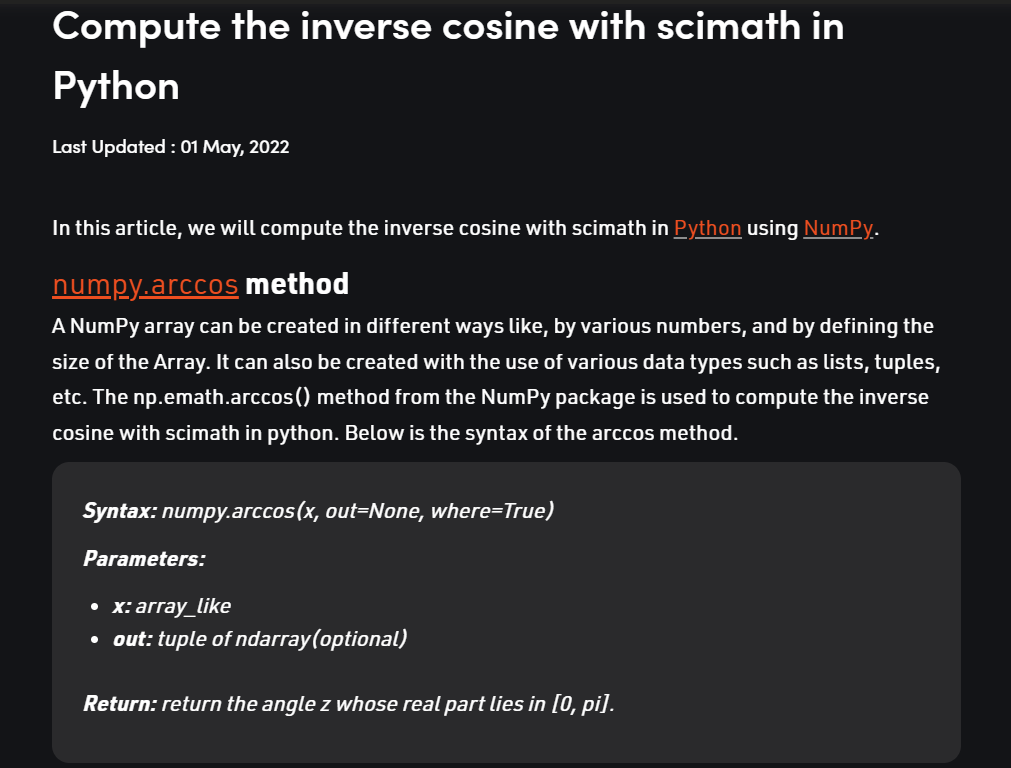 Compute the inverse cosine with scimath in
Python
Last Updated : 01 May, 2022
In this article, we will compute the inverse cosine with scimath in Python using NumPy.
numpy.arccos method
A NumPy array can be created in different ways like, by various numbers, and by defining the
size of the Array. It can also be created with the use of various data types such as lists, tuples,
etc. The np.emath.arccos() method from the NumPy package is used to compute the inverse
cosine with scimath in python. Below is the syntax of the arccos method.
Syntax: numpy.arccos(x, out=None, where=True)
Parameters:
• x: array_like
• out: tuple of ndarray(optional)
Return: return the angle z whose real part lies in [0, pi].